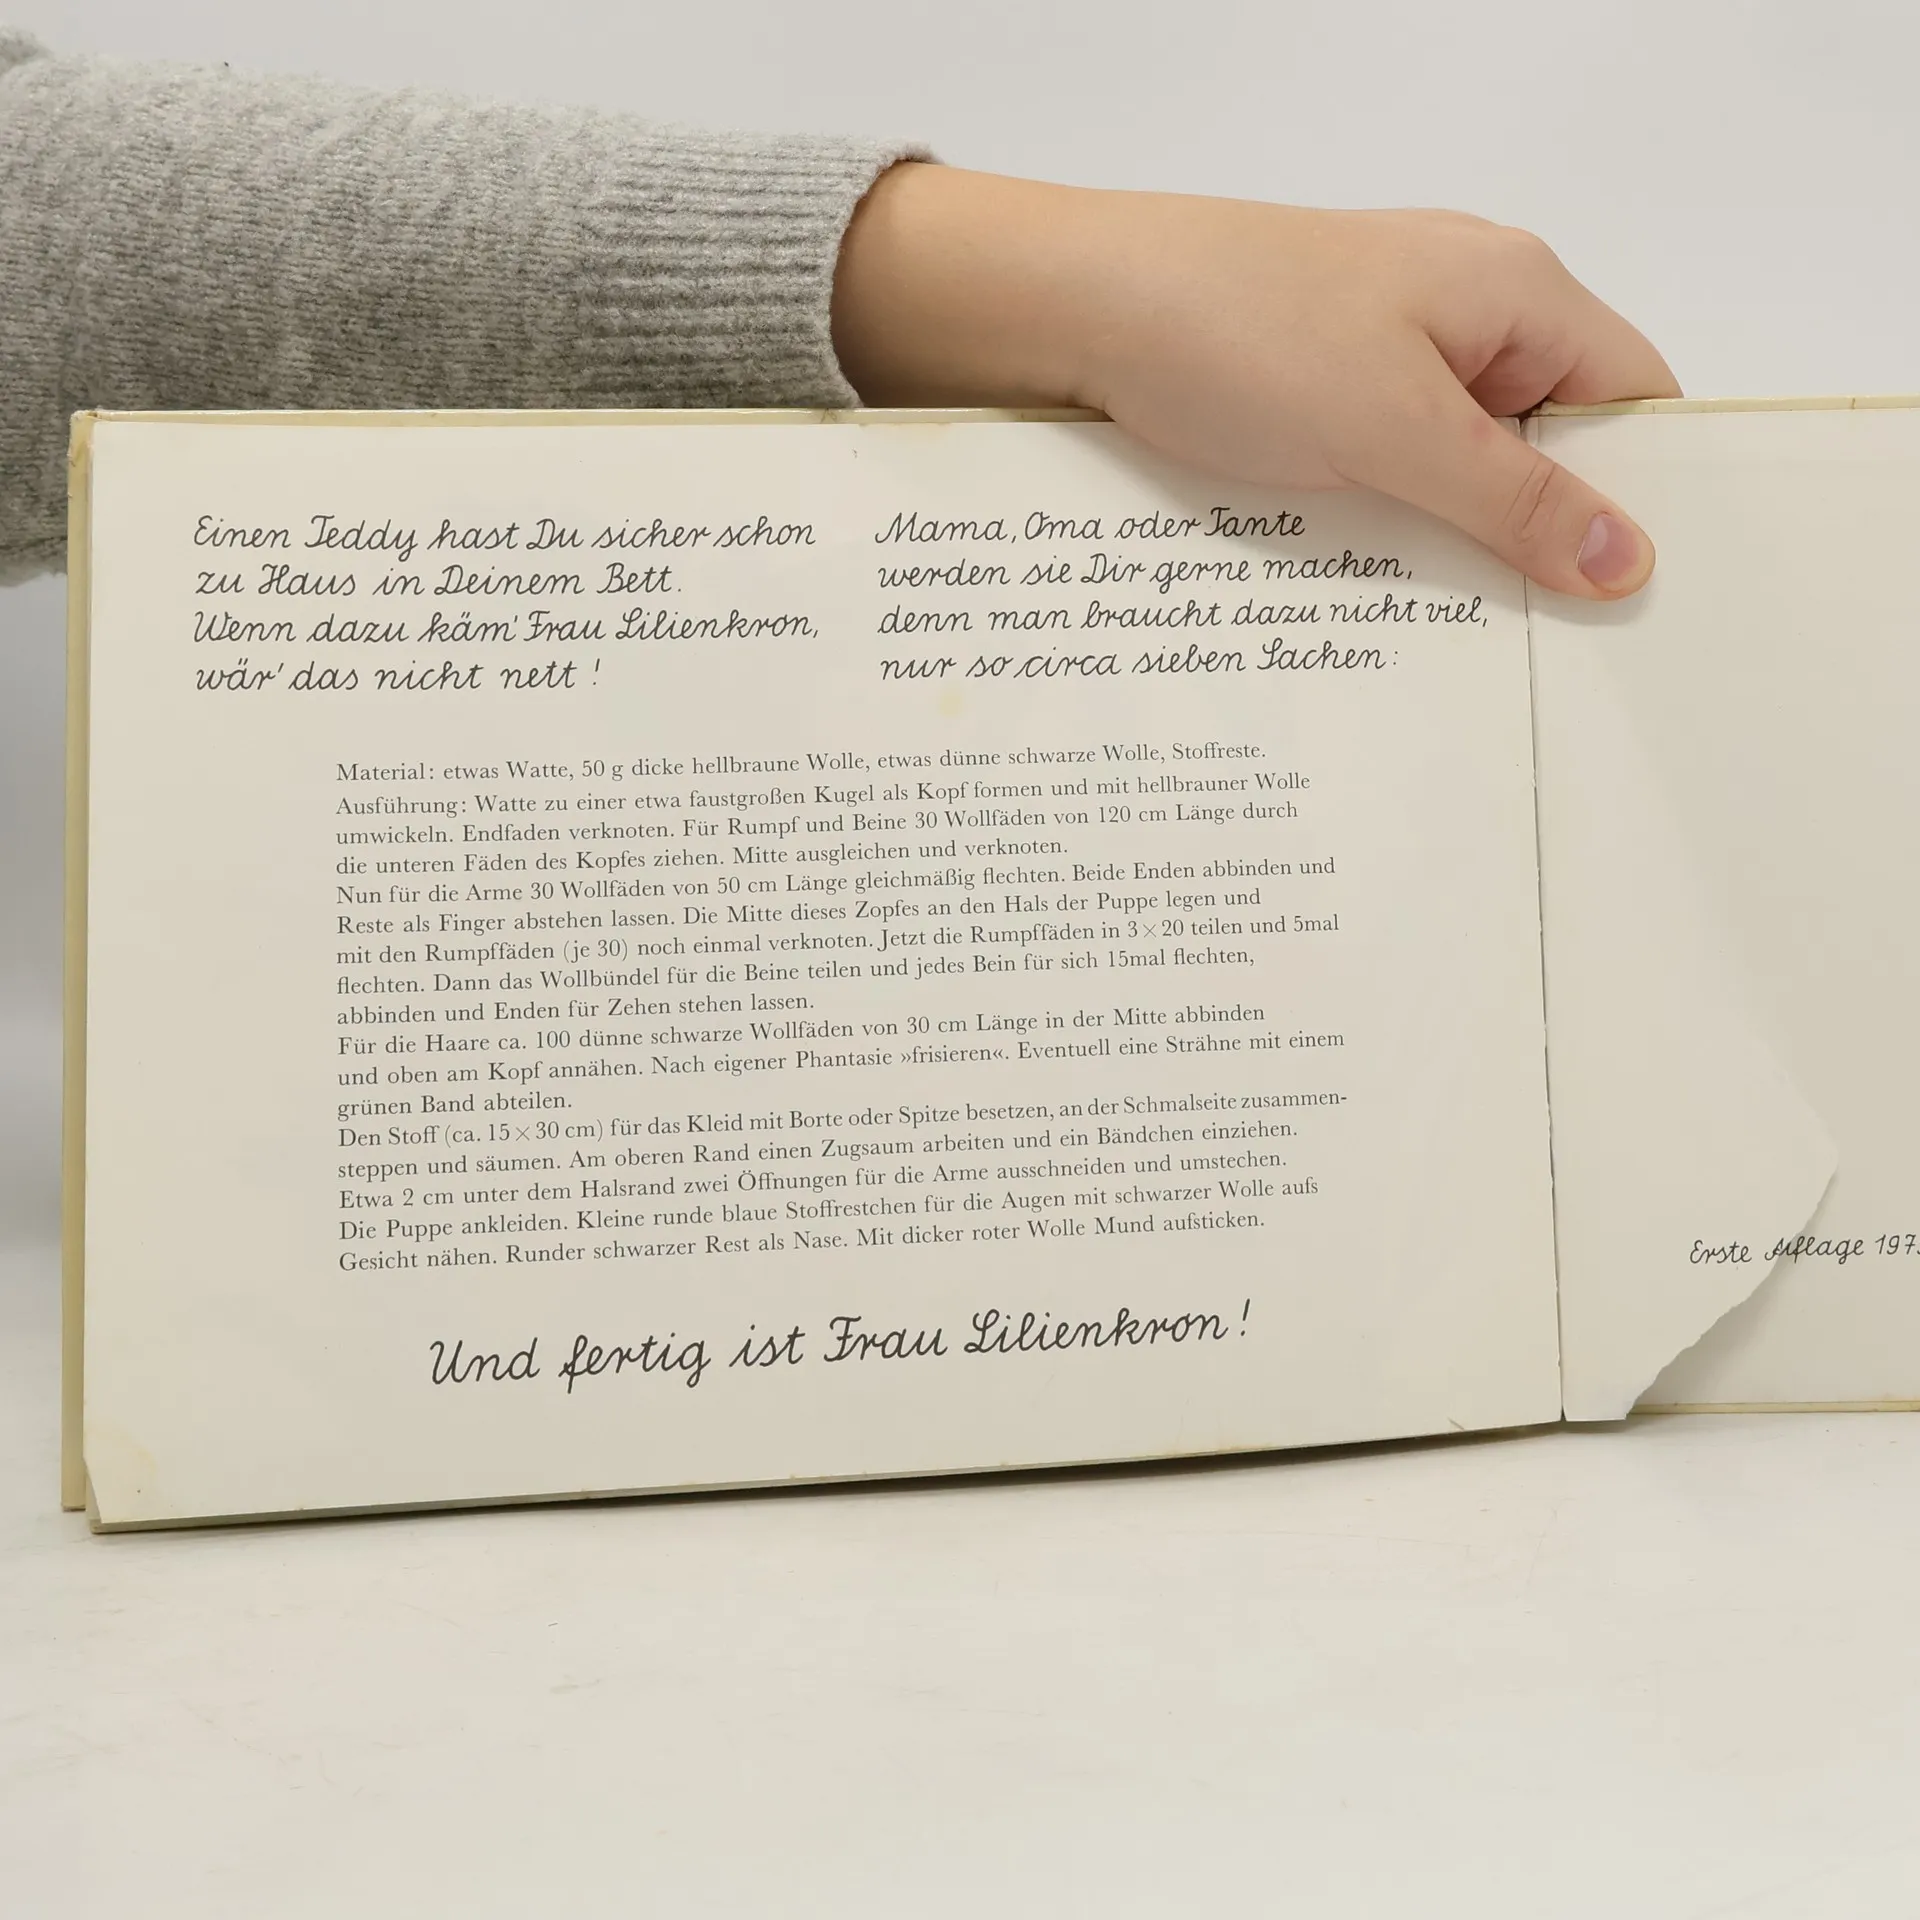 Einen Teddy hast Du sicher schon
zu Haus in Deinem Bett.
Wenn dazu käm' Frau Lilienkron,
wär' das nicht nett!
Mama, Oma oder Tante
werden sie Dir gerne machen,
denn man braucht dazu nicht viel,
nur so circa sieben Sachen:
Material: etwas Watte, 50 g dicke hellbraune Wolle, etwas dünne schwarze Wolle, Stoffreste.
Ausführung: Watte zu einer etwa faustgroßen Kugel als Kopf formen und mit hellbrauner Wolle
umwickeln. Endfaden verknoten. Für Rumpf und Beine 30 Wollfäden von 120 cm Länge durch
die unteren Fäden des Kopfes ziehen. Mitte ausgleichen und verknoten.
Nun für die Arme 30 Wollfäden von 50 cm Länge gleichmäßig flechten. Beide Enden abbinden und
Reste als Finger abstehen lassen. Die Mitte dieses Zopfes an den Hals der Puppe legen und
mit den Rumpffäden (je 30) noch einmal verknoten. Jetzt die Rumpffäden in 3×20 teilen und 5mal
flechten. Dann das Wollbündel für die Beine teilen und jedes Bein für sich 15mal flechten,
abbinden und Enden für Zehen stehen lassen.
Für die Haare ca. 100 dünne schwarze Wollfäden von 30 cm Länge in der Mitte abbinden
und oben am Kopf annähen. Nach eigener Phantasie »frisieren«. Eventuell eine Strähne mit einem
grünen Band abteilen.
Den Stoff (ca. 15×30 cm) für das Kleid mit Borte oder Spitze besetzen, an der Schmalseite zusammen-
steppen und säumen. Am oberen Rand einen Zugsaum arbeiten und ein Bändchen einziehen.
Etwa 2 cm unter dem Halsrand zwei Öffnungen für die Arme ausschneiden und umstechen.
Die Puppe ankleiden. Kleine runde blaue Stoffrestchen für die Augen mit schwarzer Wolle aufs
Gesicht nähen. Runder schwarzer Rest als Nase. Mit dicker roter Wolle Mund aufsticken.
Und fertig ist Frau Lilienkron!
Erste Auflage 197